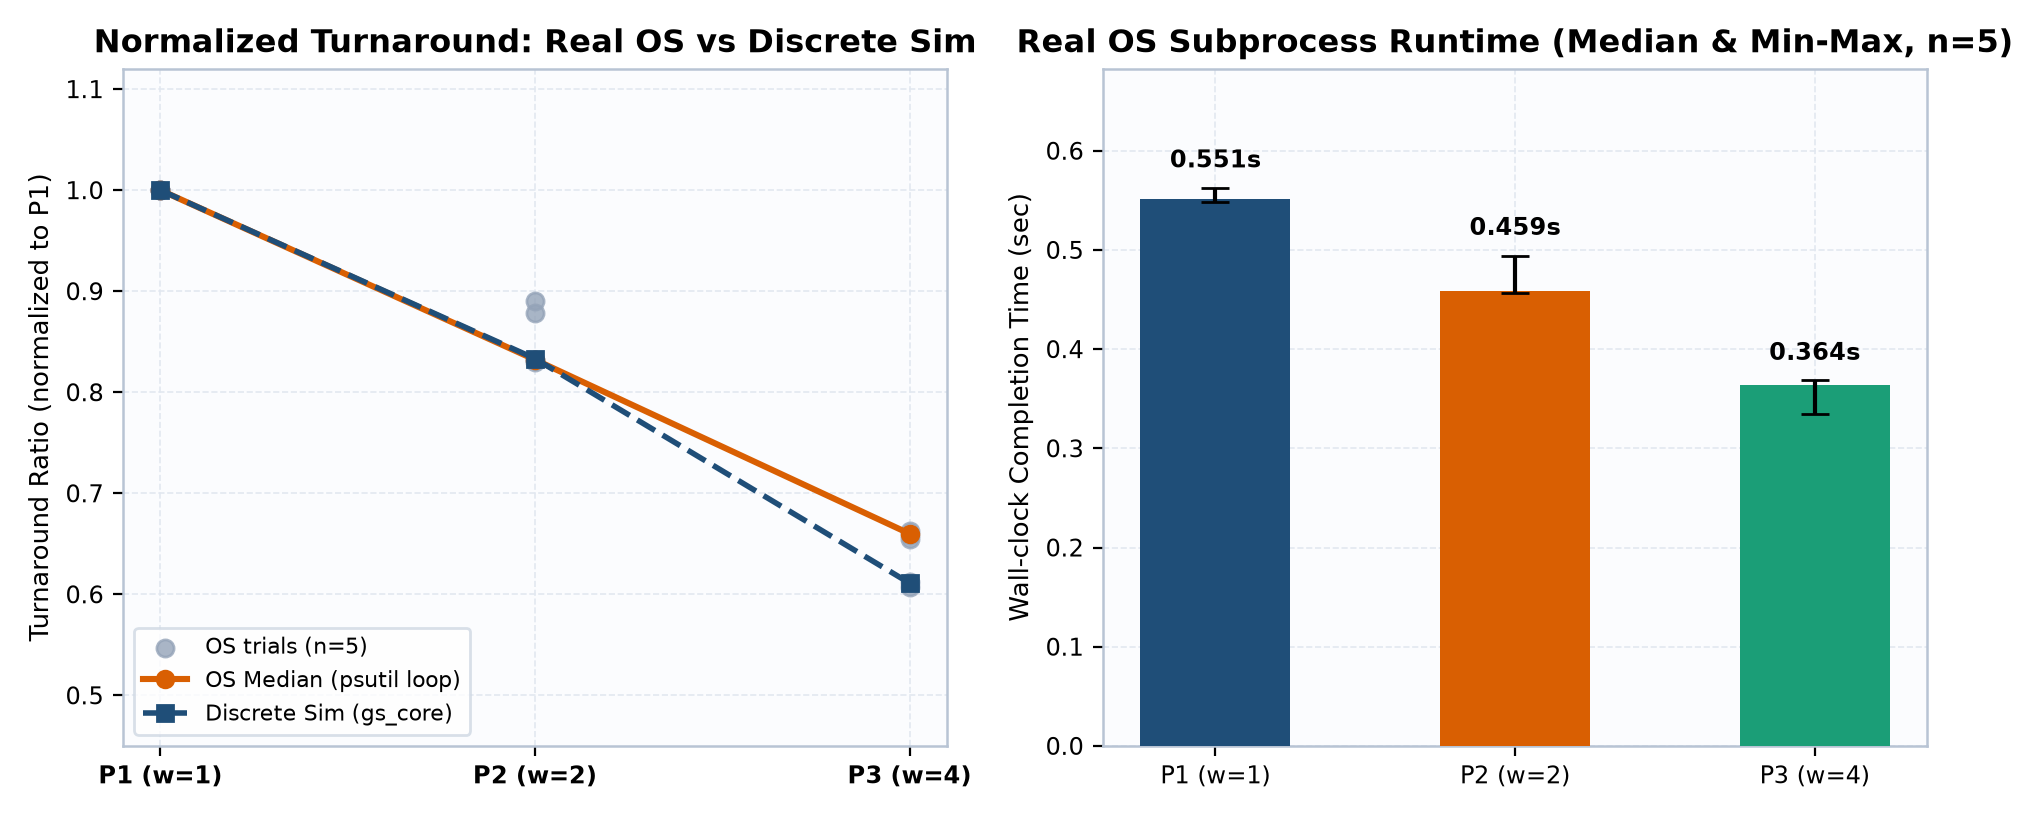 Normalized Turnaround: Real OS vs Discrete Sim
Turnaround Ratio (normalized to P1)
1.1
1.0
0.9
0.8
0.7
0.6
0.5
OS trials (n=5)
OS Median (psutil loop)
Discrete Sim (gs_core)
P1 (w=1)
P2 (w=2)
P3 (w=4)
Real OS Subprocess Runtime (Median & Min-Max, n=5)
Wall-clock Completion Time (sec)
0.6
0.5
0.4
0.3
0.2
0.1
0.0
0.551s
0.459s
0.364s
P1 (w=1)
P2 (w=2)
P3 (w=4)